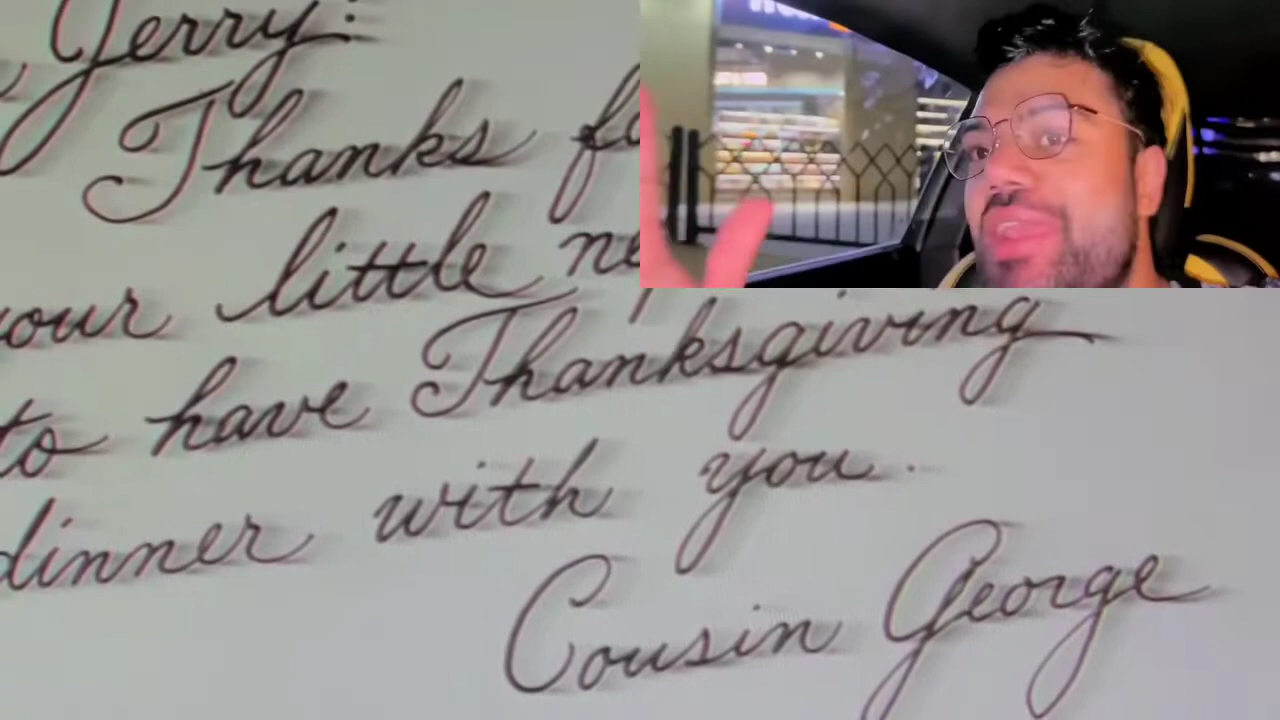 Jerry:
Thanks
your little
to have Thanksgiving
dinner with you.
Cousin George